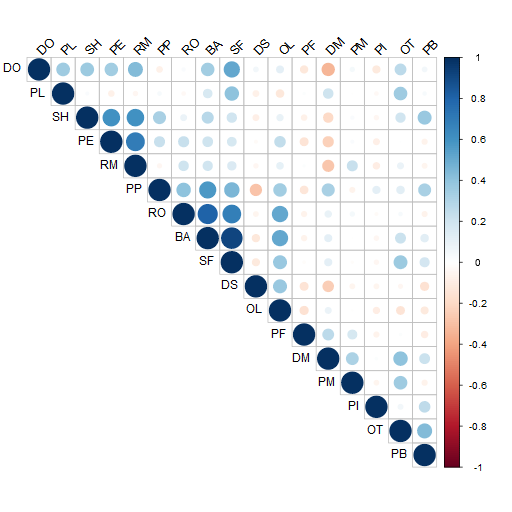 DO PL SH PE RM PP RO BA SF DS OL PF DM PM PI OT PB
DO
PL
SH
PE
RM
PP
RO
BA
SF
DS
OL
PF
DM
PM
PI
OT
PB
1
0.8
0.6
0.4
0.2
0
-0.2
-0.4
-0.6
-0.8
-1